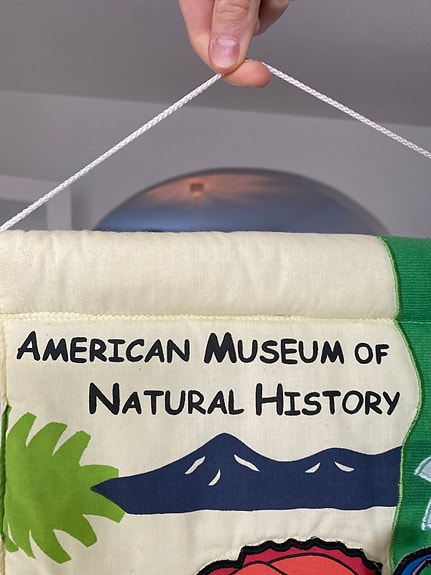 American Museum of
Natural History